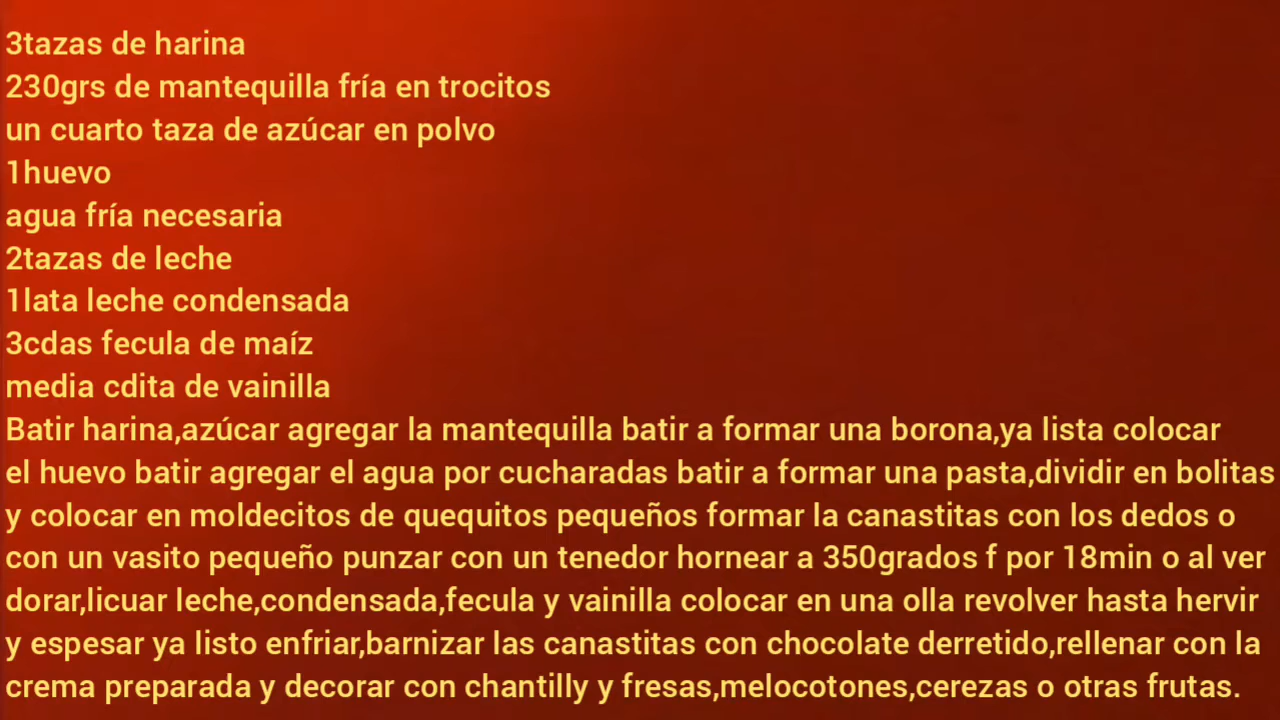 3tazas de harina
230grs de mantequilla fría en trocitos
un cuarto taza de azúcar en polvo
1huevo
agua fría necesaria
2tazas de leche
1lata leche condensada
3cdas fecula de maíz
media cdita de vainilla
Batir harina,azúcar agregar la mantequilla batir a formar una borona,ya lista colocar
el huevo batir agregar el agua por cucharadas batir a formar una pasta,dividir en bolitas
y colocar en moldecitos de quequitos pequeños formar la canastitas con los dedos o
con un vasito pequeño punzar con un tenedor hornear a 350grados f por 18min o al ver
dorar,licuar leche,condensada,fecula y vainilla colocar en una olla revolver hasta hervir
y espesar ya listo enfriar,barnizar las canastitas con chocolate derretido,rellenar con la
crema preparada y decorar con chantilly y fresas,melocotones,cerezas o otras frutas.